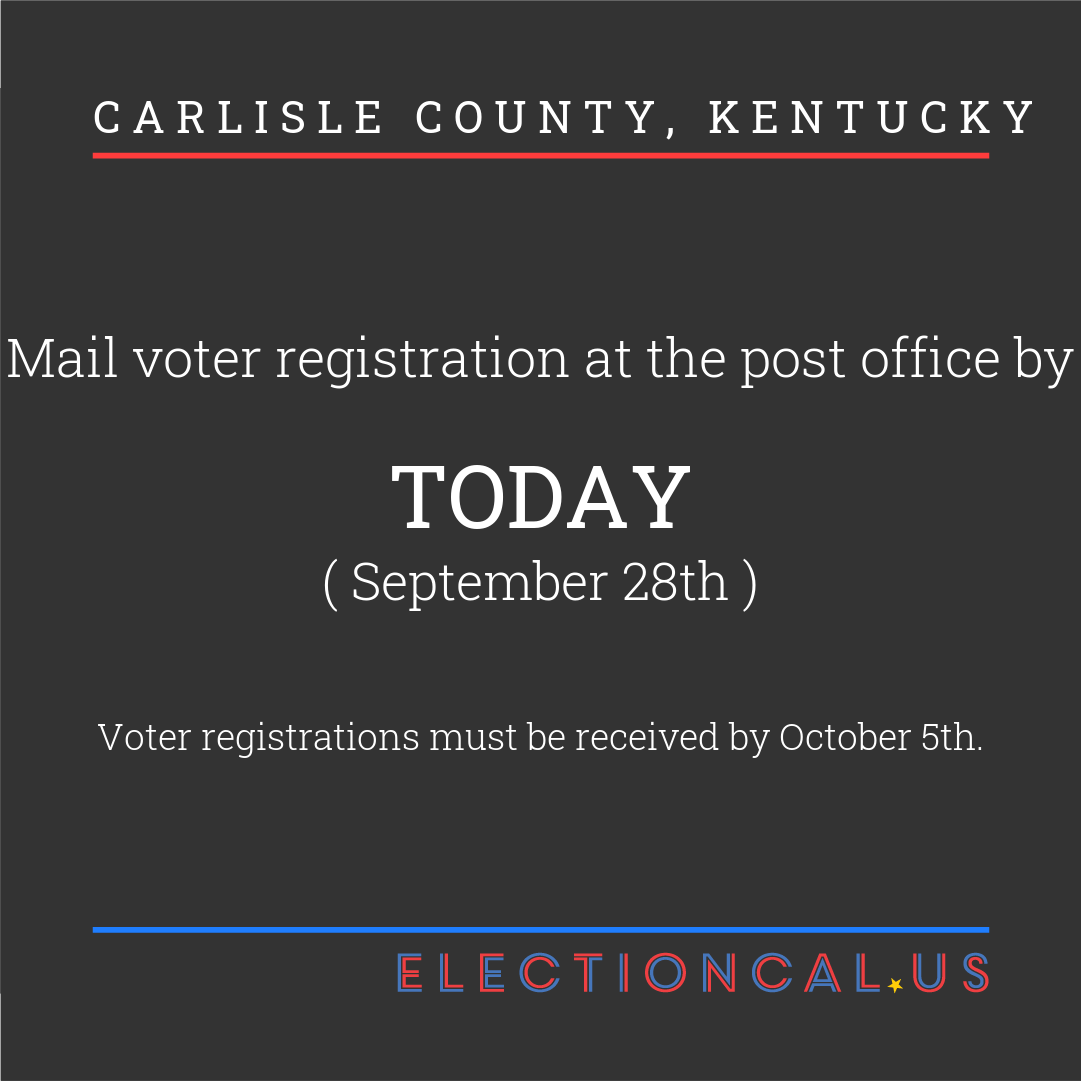 CARLISLE COUNTY, KENTUCKY
Mail voter registration at the post office by
TODAY
( September 28th )
Voter registrations must be received by October 5th.
ELECTIONCAL.US